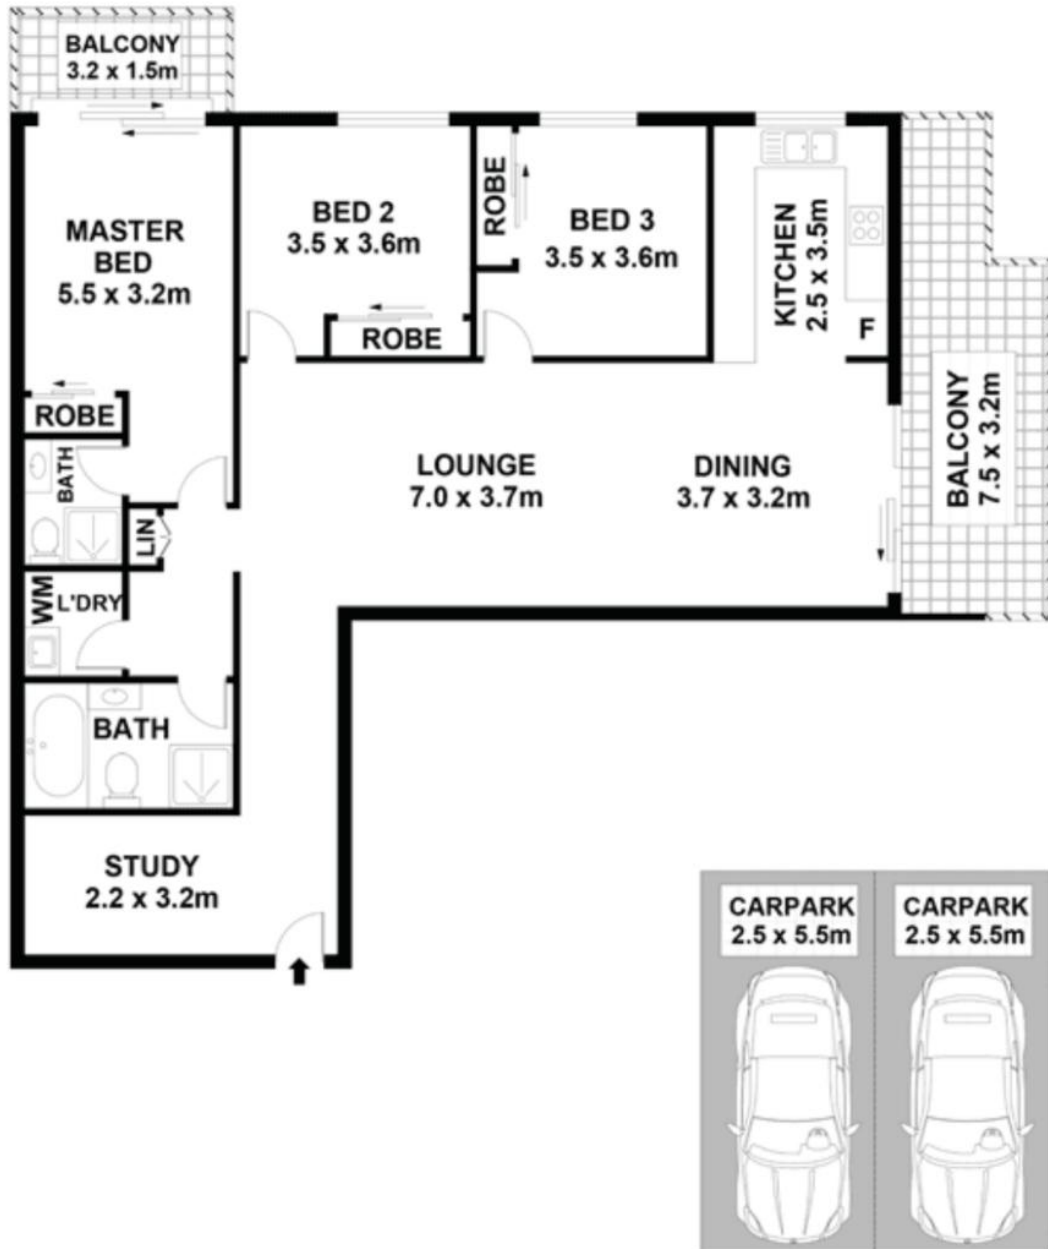 BALCONY
3.2 x 1.5m
MASTER
BED
5.5 x 3.2m
BED 2
3.5 x 3.6m
ROBE
ROBE
BED 3
3.5 x 3.6m
KITCHEN
2.5 x 3.5m
F
BALCONY
7.5 x 3.2m
ROBE
BATH
LIN
LOUNGE
7.0 x 3.7m
DINING
3.7 x 3.2m
WM
L'DRY
BATH
STUDY
2.2 x 3.2m
CARPARK
2.5 x 5.5m
CARPARK
2.5 x 5.5m